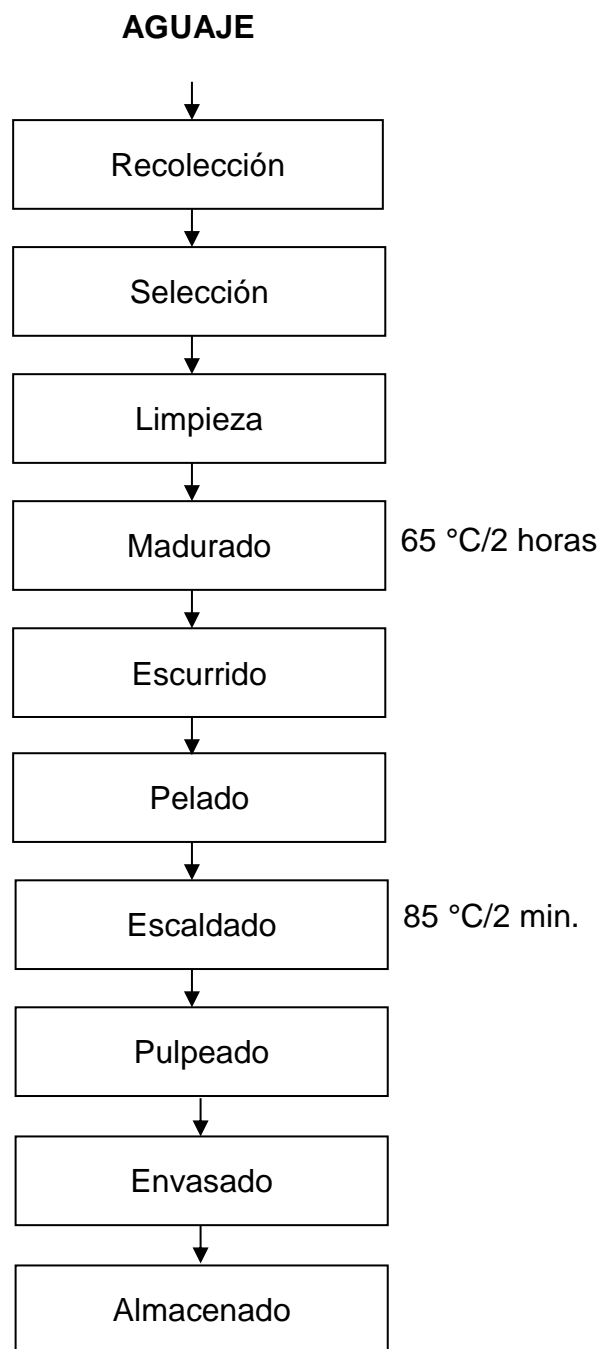 AGUAJE
Recolección
Selección
Limpieza
Madurado
65 °C/2 horas
Escurrido
Pelado
Escaldado
85 °C/2 min.
Pulpeado
Envasado
Almacenado